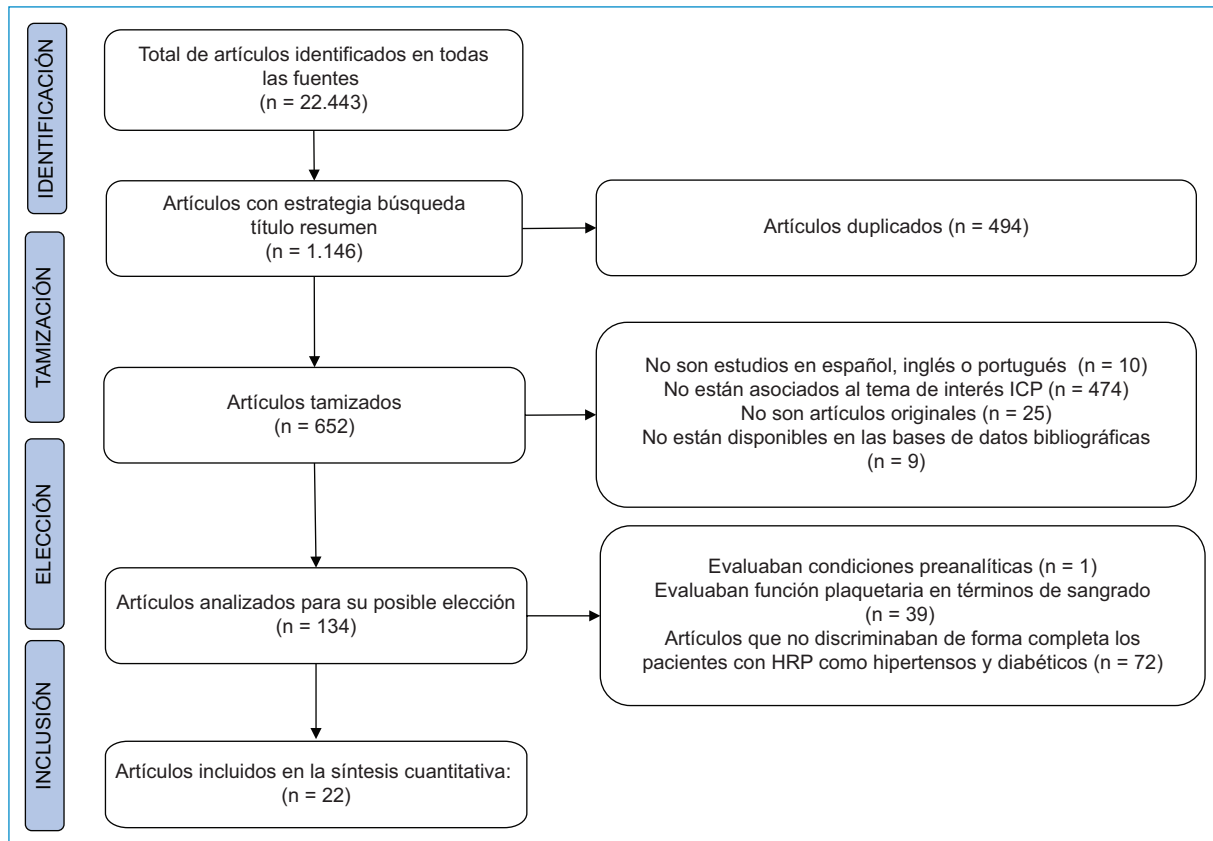 IDENTIFICACIÓN
Total de artículos identificados en todas
las fuentes
(n = 22.443)
Artículos con estrategia búsqueda
título resumen
(n = 1.146)
Artículos duplicados (n = 494)
TAMIZACIÓN
Artículos tamizados
(n = 652)
No son estudios en español, inglés o portugués (n = 10)
No están asociados al tema de interés ICP (n = 474)
No son artículos originales (n = 25)
No están disponibles en las bases de datos bibliográficas
(n = 9)
ELECCIÓN
Artículos analizados para su posible elección
(n = 134)
Evaluaban condiciones preanalíticas (n = 1)
Evaluaban función plaquetaria en términos de sangrado
(n = 39)
Artículos que no discriminaban de forma completa los
pacientes con HRP como hipertensos y diabéticos (n = 72)
INCLUSIÓN
Artículos incluidos en la síntesis cuantitativa:
(n = 22)